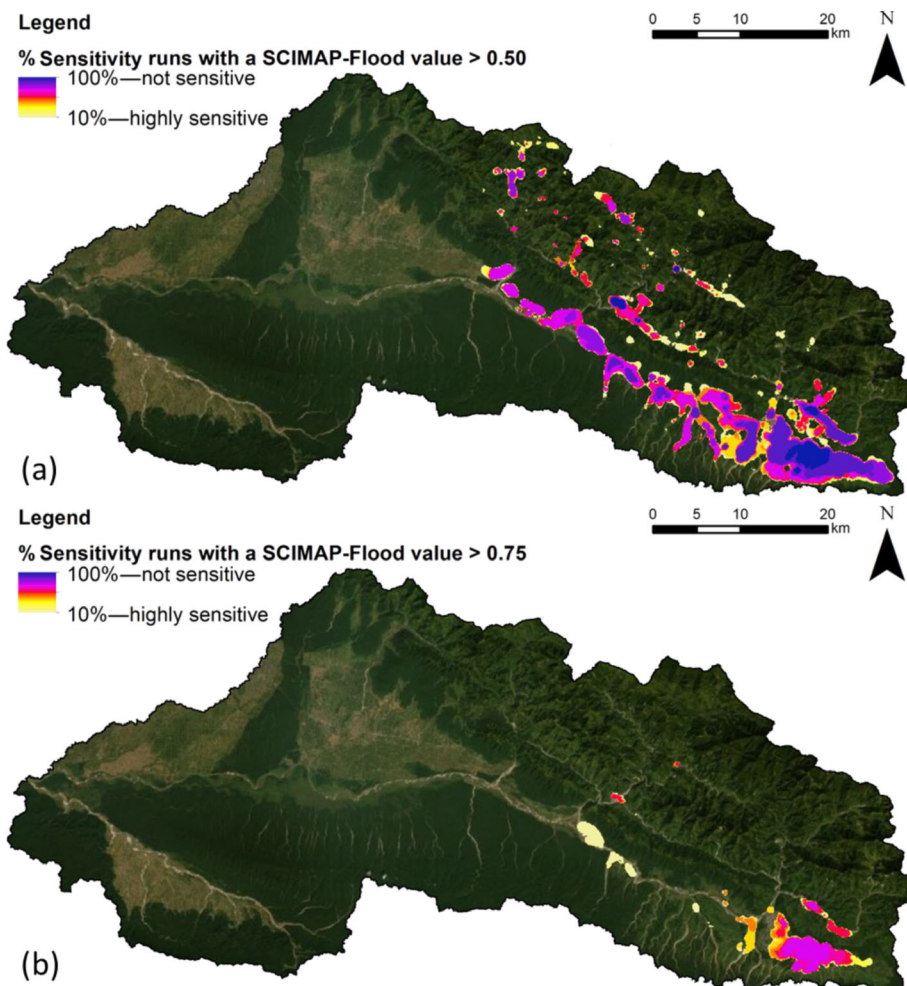 Legend
% Sensitivity runs with a SCIMAP-Flood value > 0.50
100%—not sensitive
10%—highly sensitive
0 5 10 20
km
N
(a)
Legend
% Sensitivity runs with a SCIMAP-Flood value > 0.75
100%—not sensitive
10%—highly sensitive
0 5 10 20
km
N
(b)